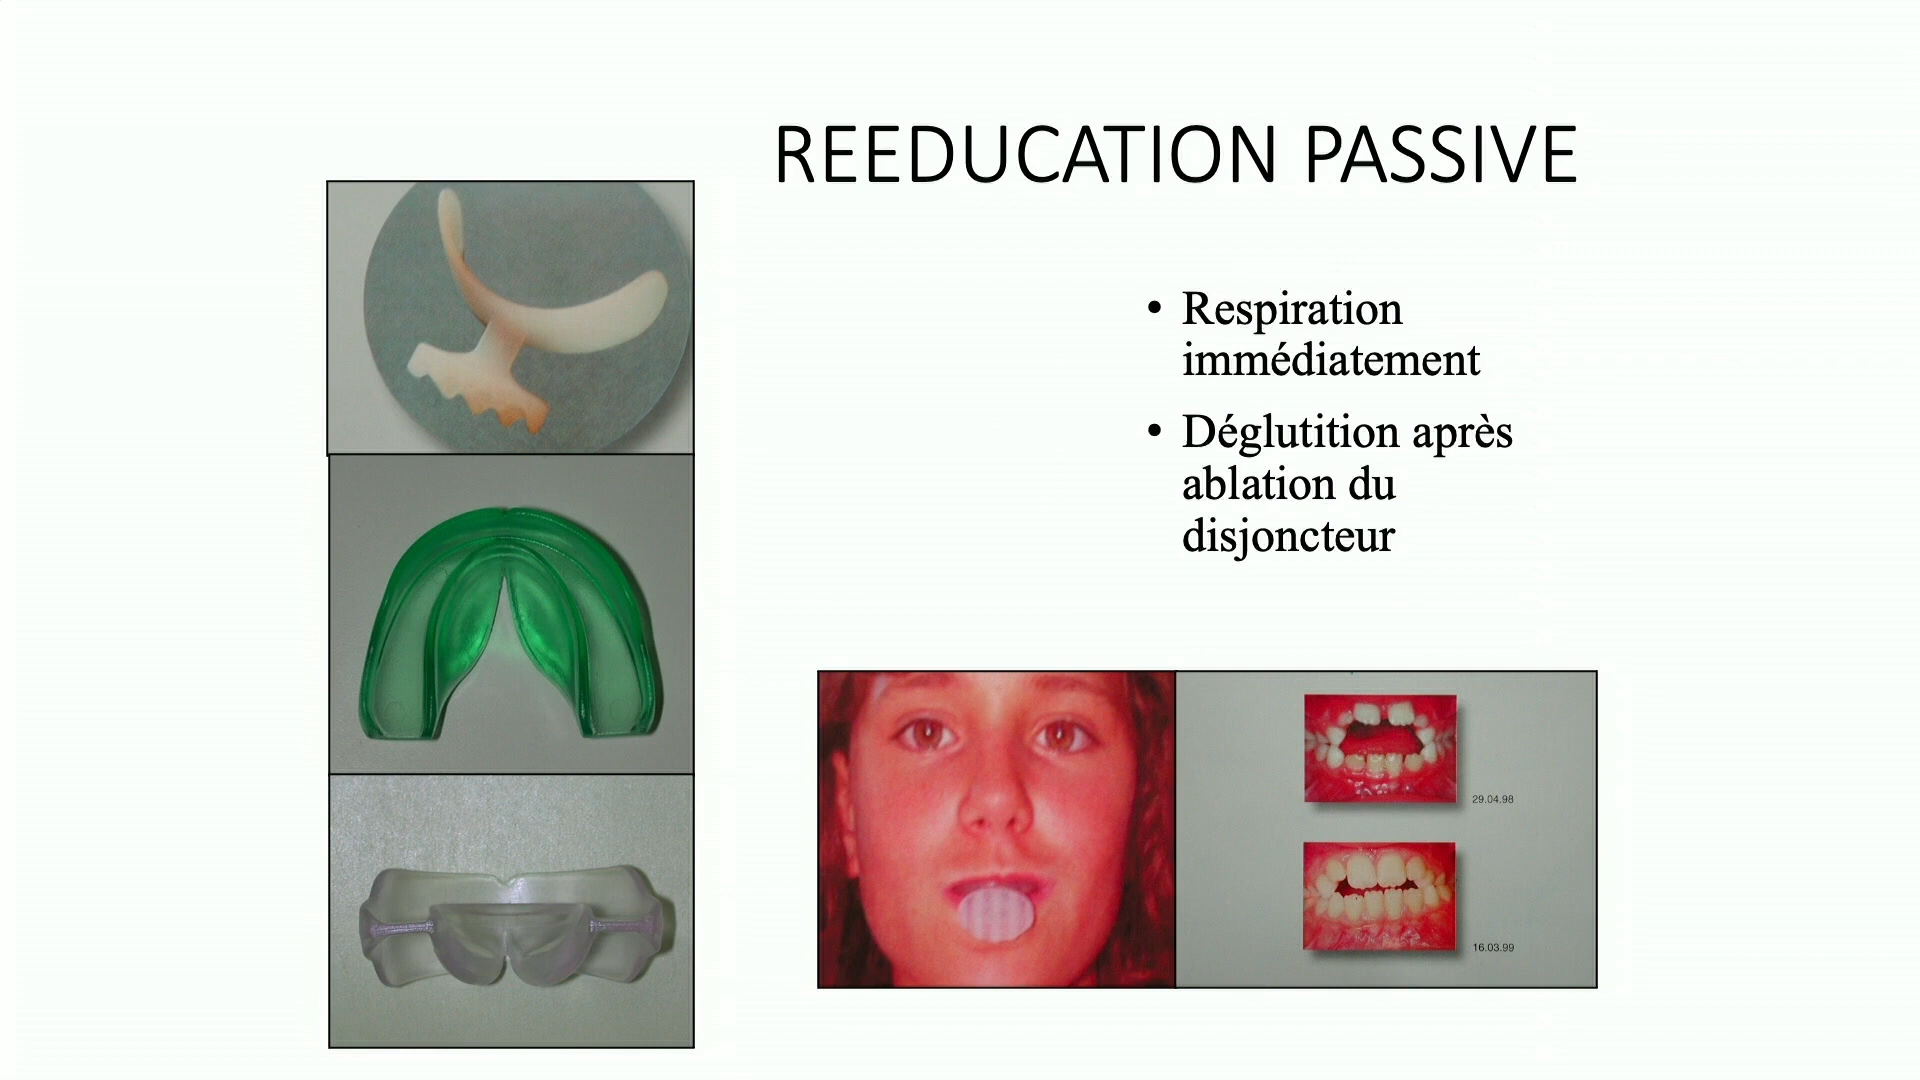 REEDUCATION PASSIVE
• Respiration
immédiatement
• Déglutition après
ablation du
disjoncteur
29.04.98
16.03.99